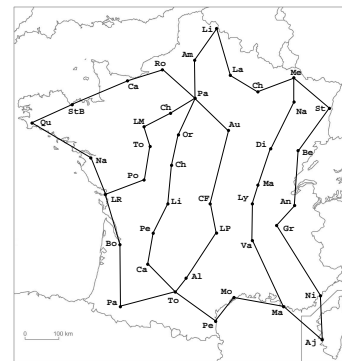 Li
Am
Ro
La
Me
Ca
Pa
Ch
StB
Na
St
Qu
LM
Ch
Or
Au
To
Di
Be
Na
Ch
Po
Ma
LR
Li
CF
Ly
An
Pe
LP
Gr
Bo
Va
Ca
Al
To
Mo
Ni
Pa
Pe
Ma
Aj
0 100 km